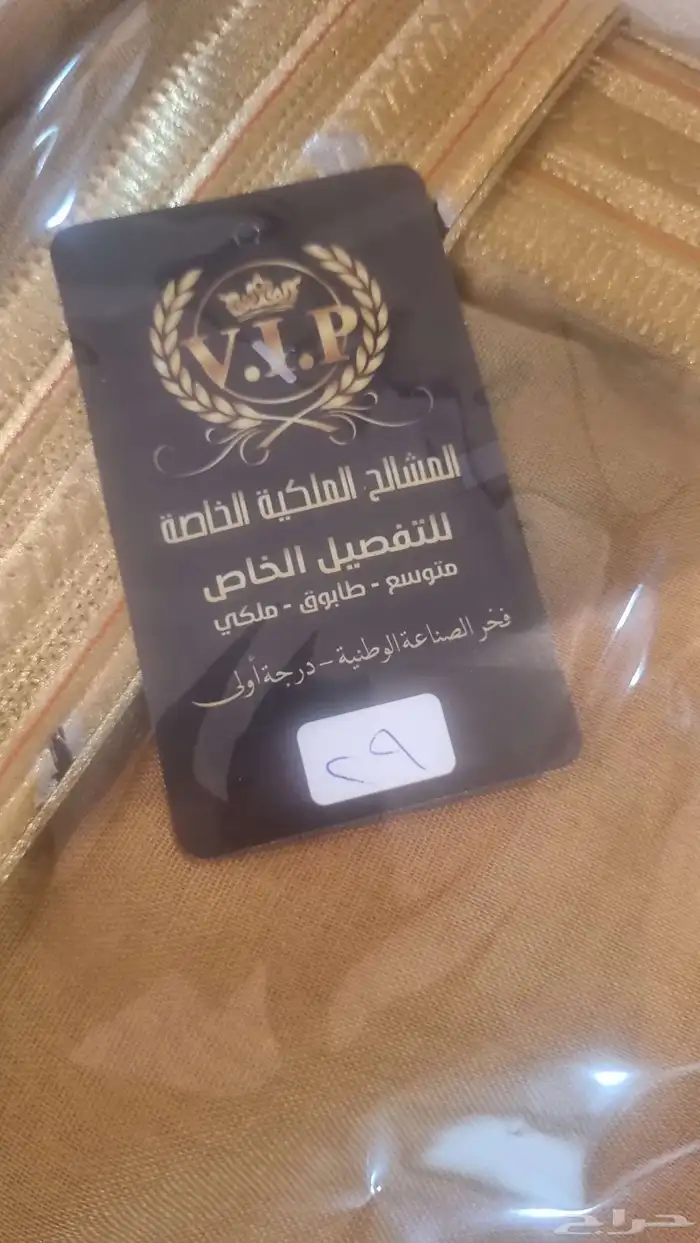 V.I.P
المشالح الملكية الخاصة
للتفصيل الخاص
متوسع - طابوق - ملكي
فخر الصناعة الوطنية - درجة أولى
٢٩
حراج